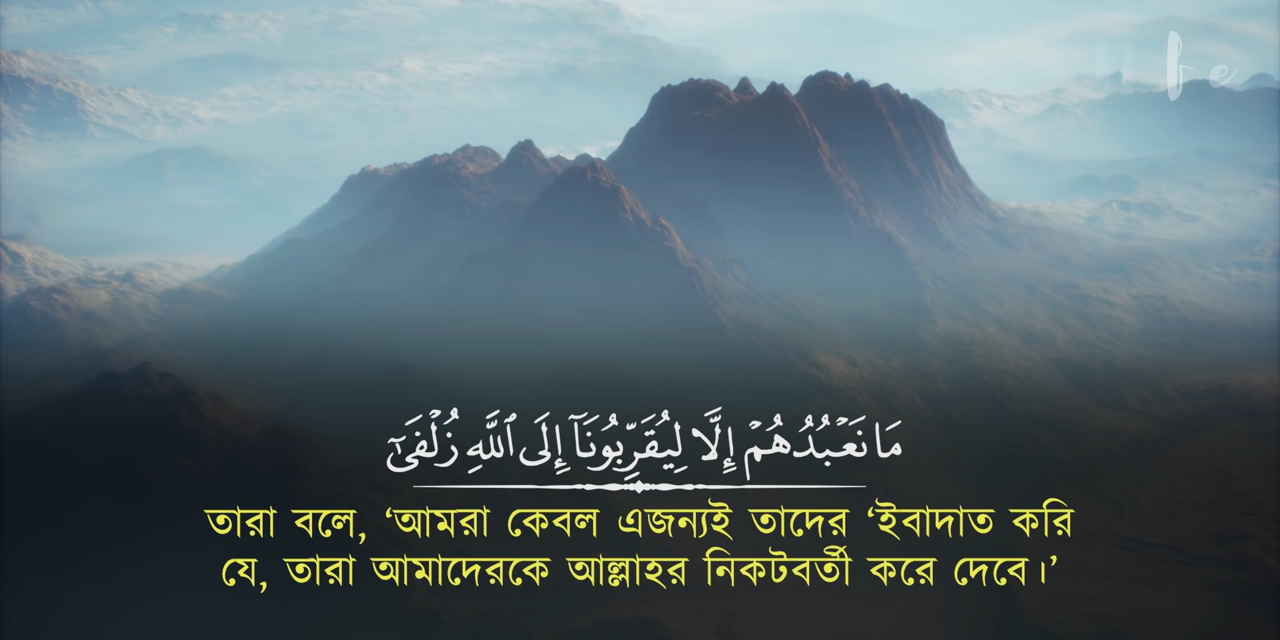 مَا نَعْبُدُهُمْ إِلَّا لِيُقَرِّبُونَآ إِلَى ٱللَّهِ زُلْفَىٰٓ
তারা বলে, ‘আমরা কেবল এজন্যই তাদের ‘ইবাদাত করি
যে, তারা আমাদেরকে আল্লাহর নিকটবর্তী করে দেবে।’